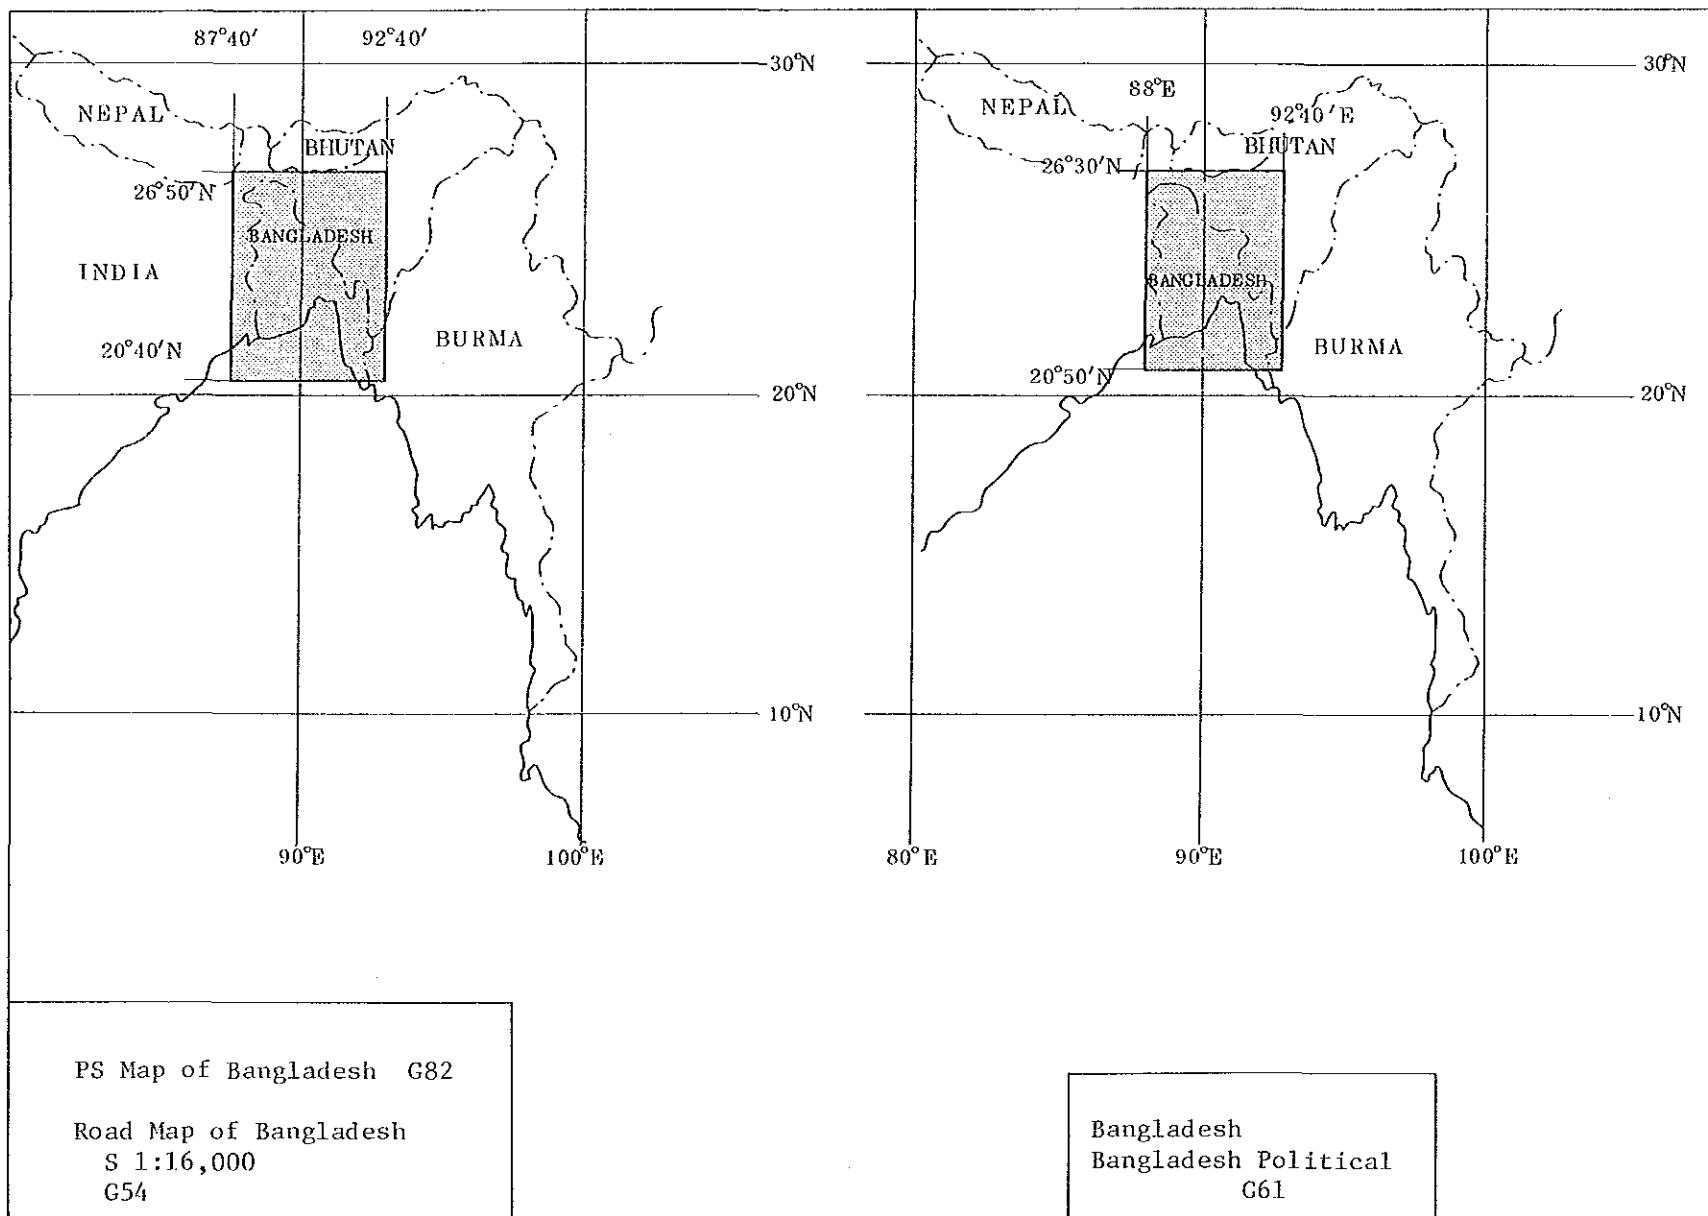 87°40′ 92°40′
30°N
NEPAL
BHUTAN
26°50′N
BANGLADESH
INDIA
BURMA
20°40′N
20°N
10°N
90°E 100°E
PS Map of Bangladesh G82
Road Map of Bangladesh
S 1:16,000
G54
30°N
88°E
NEPAL
92°40′E
BHUTAN
26°30′N
BANGLADESH
BURMA
20°50′N
20°N
10°N
80°E 90°E 100°E
Bangladesh
Bangladesh Political
G61